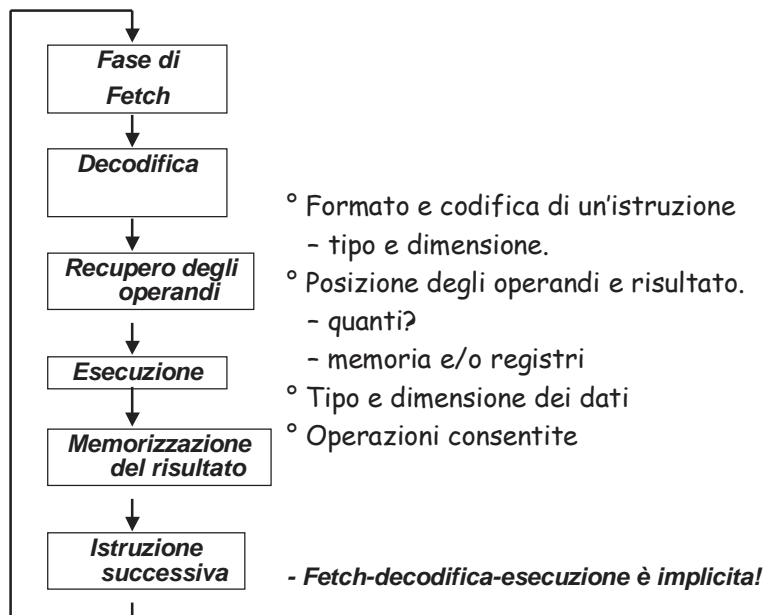 Fase di
Fetch
Decodifica
Recupero degli
operandi
Esecuzione
Memorizzazione
del risultato
Istruzione
successiva
° Formato e codifica di un'istruzione
– tipo e dimensione.
° Posizione degli operandi e risultato.
– quanti?
– memoria e/o registri
° Tipo e dimensione dei dati
° Operazioni consentite
- Fetch-decodifica-esecuzione è implicita!